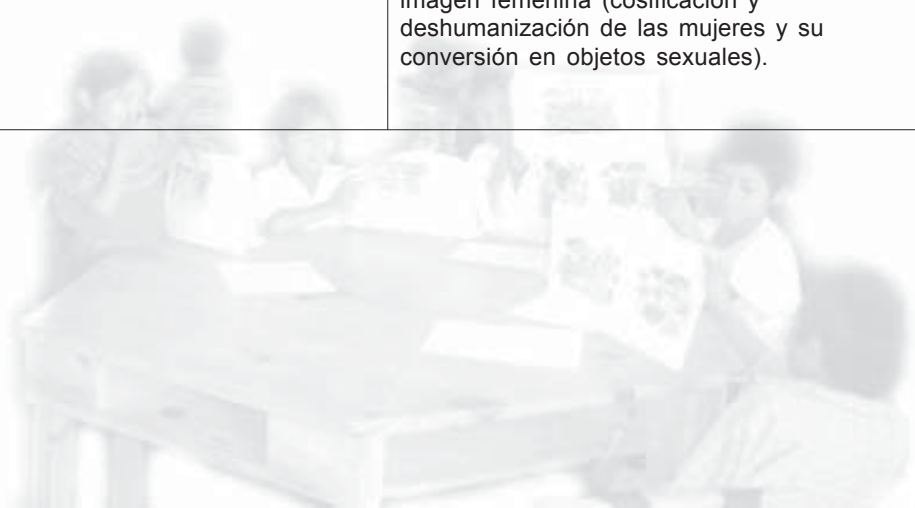 imagen femenina (cosificación y
deshumanización de las mujeres y su
conversión en objetos sexuales).